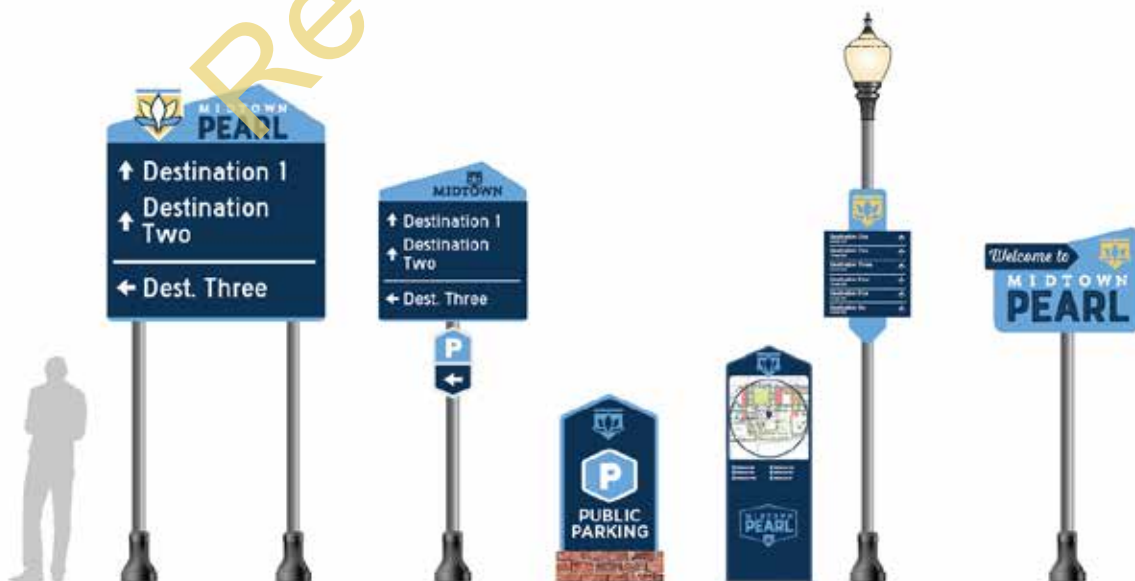 Re
MIDTOWN
PEARL
Destination 1
Destination
Two
Dest. Three
MIDTOWN
Destination 1
Destination
Two
Dest. Three
P
P
PUBLIC
PARKING
MIDTOWN
PEARL
Welcome to
MIDTOWN
PEARL